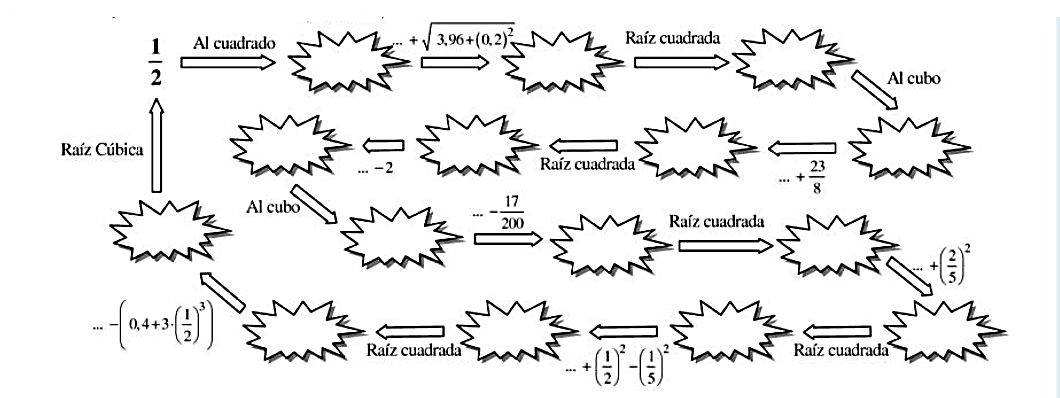 1/2
Al cuadrado
... + √(3,96+(0,2)²)
Raíz cuadrada
Al cubo
... + 23/8
Raíz cuadrada
... −2
Al cubo
... − 17/200
Raíz cuadrada
... + (2/5)²
Raíz cuadrada
... + (1/2)² − (1/5)²
Raíz cuadrada
... − (0,4+3·(1/2)³)
Raíz Cúbica